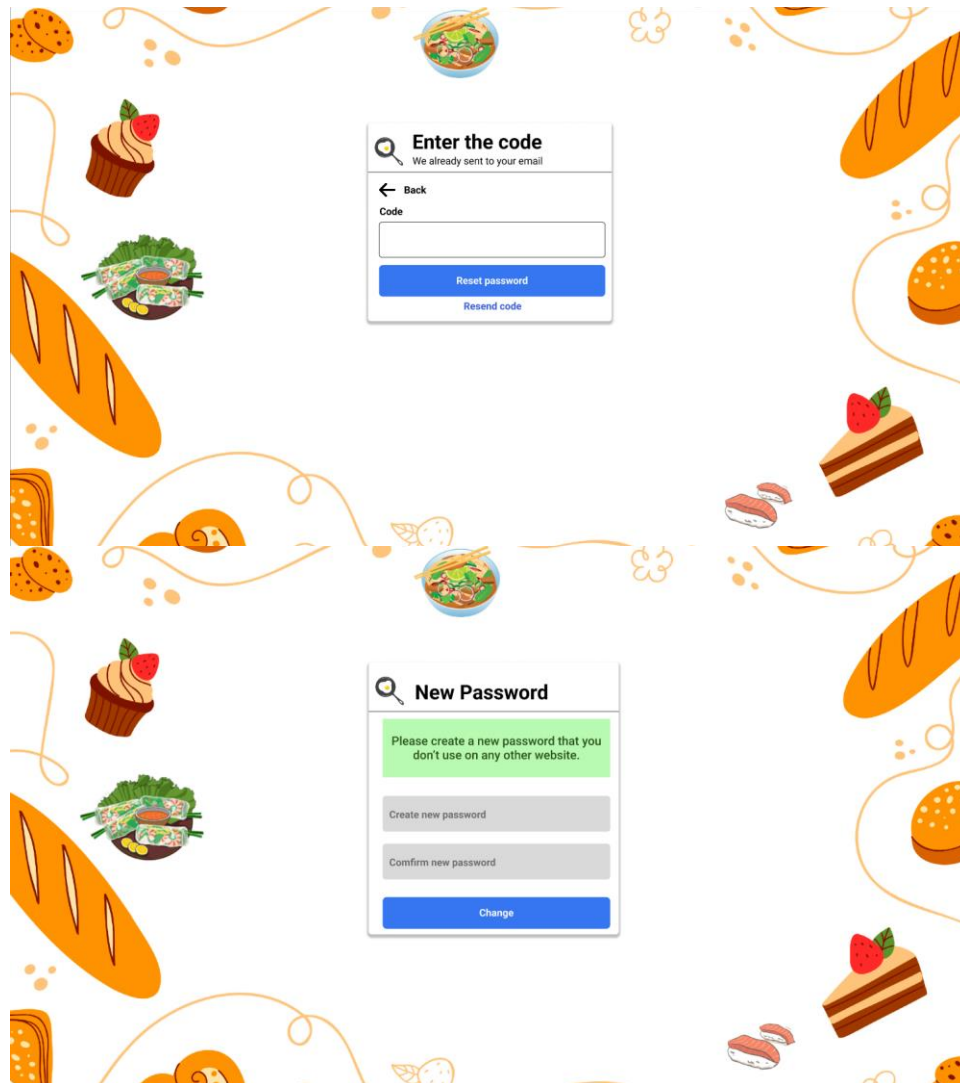 Enter the code
We already sent to your email
Back
Code
Reset password
Resend code
New Password
Please create a new password that you
don't use on any other website.
Create new password
Comfirm new password
Change